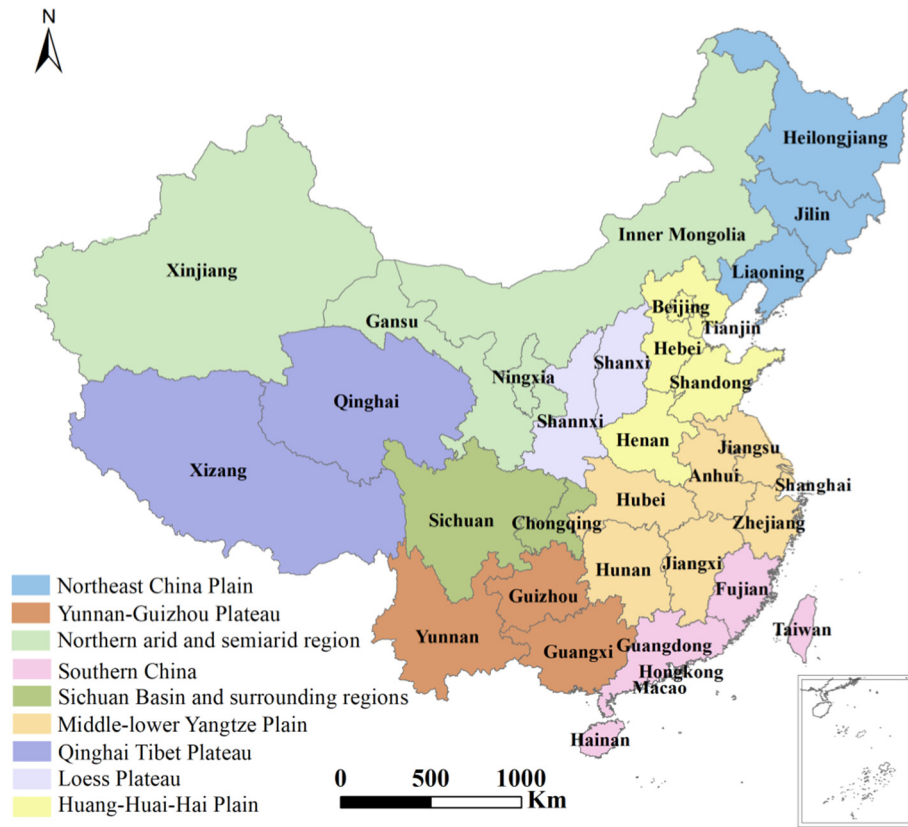 N
Heilongjiang
Jilin
Inner Mongolia
Liaoning
Xinjiang
Beijing
Gansu
Tianjin
Hebei
Shanxi
Ningxia
Shandong
Qinghai
Shannxi
Henan
Jiangsu
Xizang
Anhui
Shanghai
Hubei
Sichuan
Chongqing
Zhejiang
Hunan
Jiangxi
Fujian
Guizhou
Taiwan
Yunnan
Guangxi
Guangdong
Hongkong
Macao
Hainan
Northeast China Plain
Yunnan-Guizhou Plateau
Northern arid and semiarid region
Southern China
Sichuan Basin and surrounding regions
Middle-lower Yangtze Plain
Qinghai Tibet Plateau
Loess Plateau
Huang-Huai-Hai Plain
0 500 1000
Km